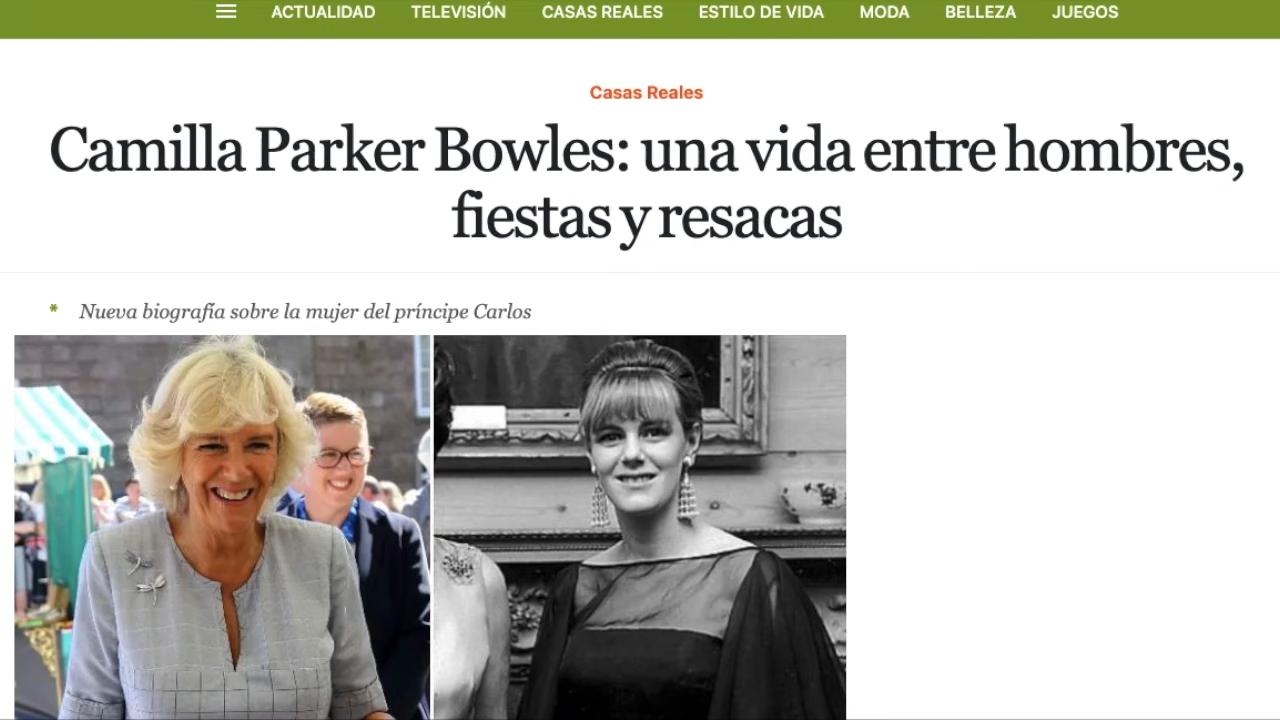 ACTUALIDAD TELEVISIÓN CASAS REALES ESTILO DE VIDA MODA BELLEZA JUEGOS
Casas Reales
Camilla Parker Bowles: una vida entre hombres,
fiestas y resacas
* Nueva biografía sobre la mujer del príncipe Carlos